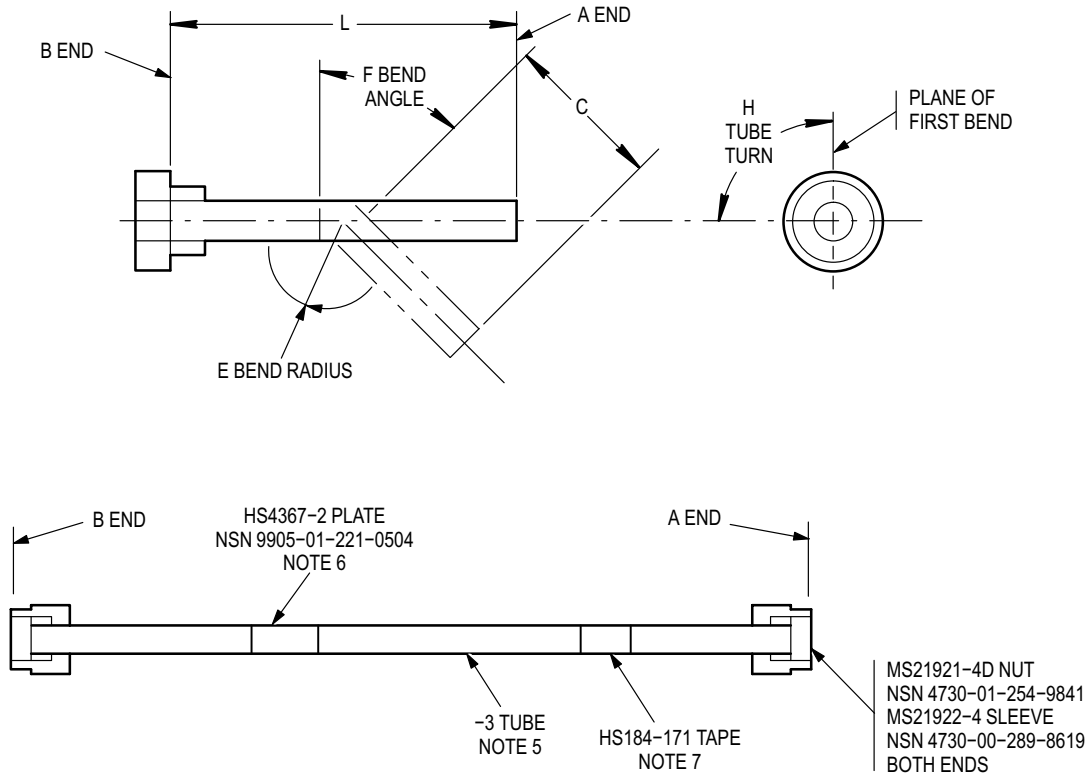 L
A END
B END
F BEND
ANGLE
C
H
TUBE
TURN
PLANE OF
FIRST BEND
E BEND RADIUS
B END
HS4367−2 PLATE
NSN 9905−01−221−0504
NOTE 6
A END
−3 TUBE
NOTE 5
HS184−171 TAPE
NOTE 7
MS21921−4D NUT
NSN 4730−01−254−9841
MS21922−4 SLEEVE
NSN 4730−00−289−8619
BOTH ENDS